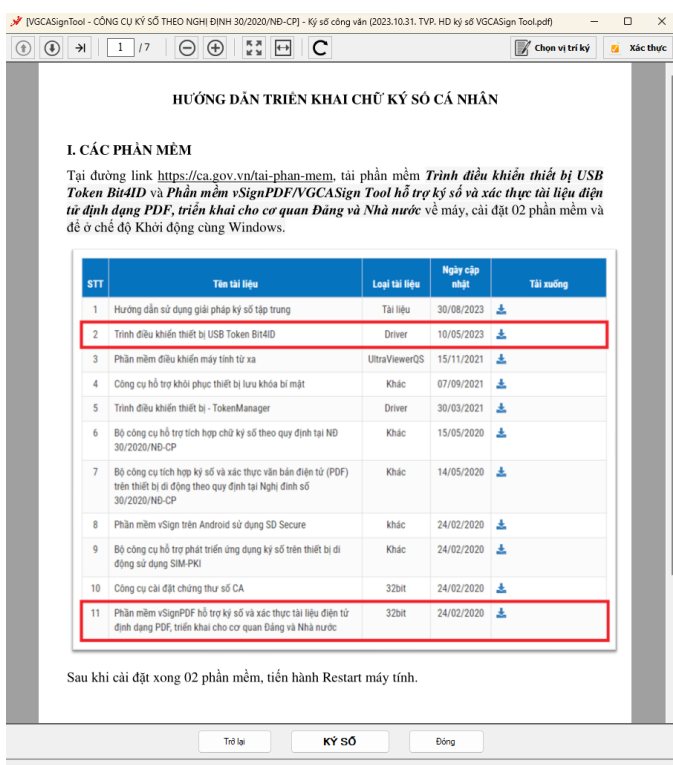 [VGCASignTool - CÔNG CỤ KÝ SỐ THEO NGHỊ ĐỊNH 30/2020/NĐ-CP] - Ký số công văn (2023.10.31. TVP. HD ký số VGCASign Tool.pdf)
1 / 7 Chọn vị trí ký Xác thực
HƯỚNG DẪN TRIỂN KHAI CHỮ KÝ SỐ CÁ NHÂN
I. CÁC PHẦN MỀM
Tại đường link https://ca.gov.vn/tai-phan-mem, tải phần mềm Trình điều khiển thiết bị USB
Token Bit4ID và Phần mềm vSignPDF/VGCASign Tool hỗ trợ ký số và xác thực tài liệu điện
tử định dạng PDF, triển khai cho cơ quan Đảng và Nhà nước về máy, cài đặt 02 phần mềm và
để ở chế độ Khởi động cùng Windows.
STT Tên tài liệu Loại tài liệu Ngày cập nhật Tải xuống
1 Hướng dẫn sử dụng giải pháp ký số tập trung Tài liệu 30/08/2023
2 Trình điều khiển thiết bị USB Token Bit4ID Driver 10/05/2023
3 Phần mềm điều khiển máy tính từ xa UltraViewerQS 15/11/2021
4 Công cụ hỗ trợ khôi phục thiết bị lưu khóa bí mật Khác 07/09/2021
5 Trình điều khiển thiết bị - TokenManager Driver 30/03/2021
6 Bộ công cụ hỗ trợ tích hợp chữ ký số theo quy định tại NĐ Khác 15/05/2020
30/2020/NĐ-CP
7 Bộ công cụ tích hợp ký số và xác thực văn bản điện tử (PDF) Khác 14/05/2020
trên thiết bị di động theo quy định tại Nghị đinh số
30/2020/NĐ-CP
8 Phần mềm vSign trên Android sử dụng SD Secure khác 24/02/2020
9 Bộ công cụ hỗ trợ phát triển ứng dụng ký số trên thiết bị di Khác 24/02/2020
động sử dụng SIM-PKI
10 Công cụ cài đặt chứng thư số CA 32bit 24/02/2020
11 Phần mềm vSignPDF hỗ trợ ký số và xác thực tài liệu điện tử 32bit 24/02/2020
định dạng PDF, triển khai cho cơ quan Đảng và Nhà nước
Sau khi cài đặt xong 02 phần mềm, tiến hành Restart máy tính.
Trở lại KÝ SỐ Đóng